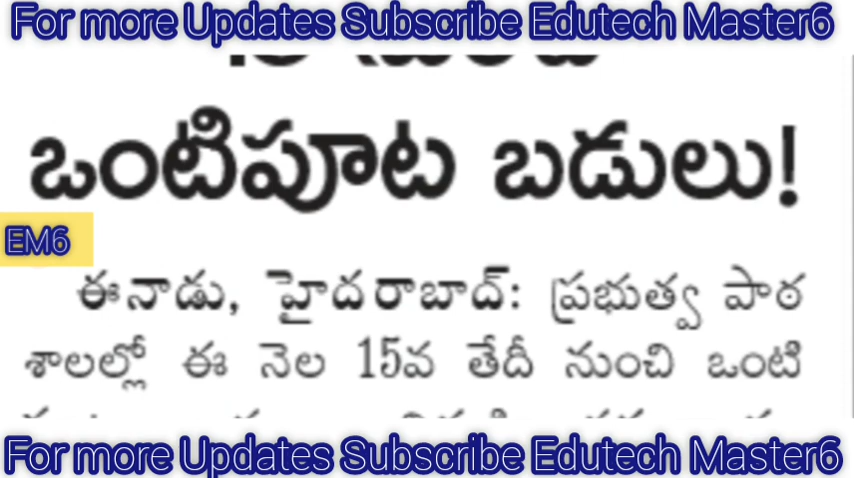 For more Updates Subscribe Edutech Master6
ఒంటిపూట బడులు!
EM6
ఈనాడు, హైదరాబాద్: ప్రభుత్వ పాఠ
శాలల్లో ఈ నెల 15వ తేదీ నుంచి ఒంటి
For more Updates Subscribe Edutech Master6